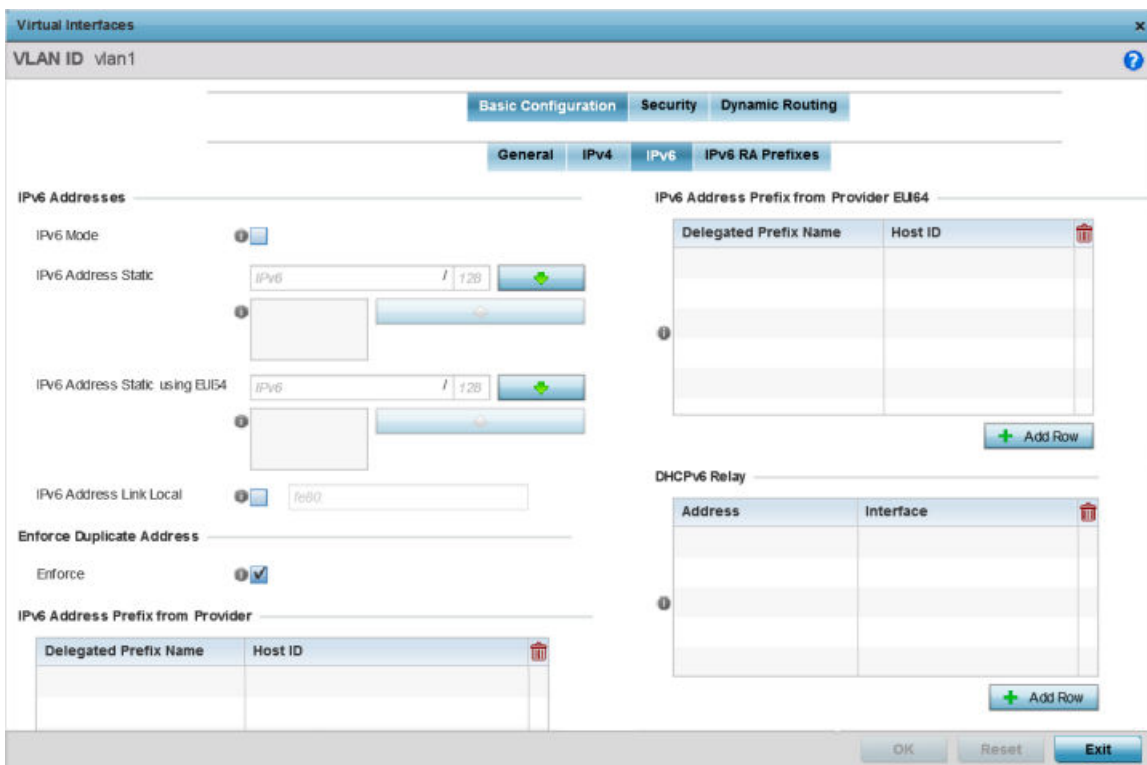 Virtual Interfaces
VLAN ID vlan1
Basic Configuration Security Dynamic Routing
General IPv4 IPv6 IPv6 RA Prefixes
IPv6 Addresses
IPv6 Mode
IPv6 Address Static IPv6 / 128
IPv6 Address Static using EUI64 IPv6 / 128
IPv6 Address Link Local fe80:
Enforce Duplicate Address
Enforce
IPv6 Address Prefix from Provider
Delegated Prefix Name Host ID
IPv6 Address Prefix from Provider EUI64
Delegated Prefix Name Host ID
Add Row
DHCPv6 Relay
Address Interface
Add Row
OK Reset Exit